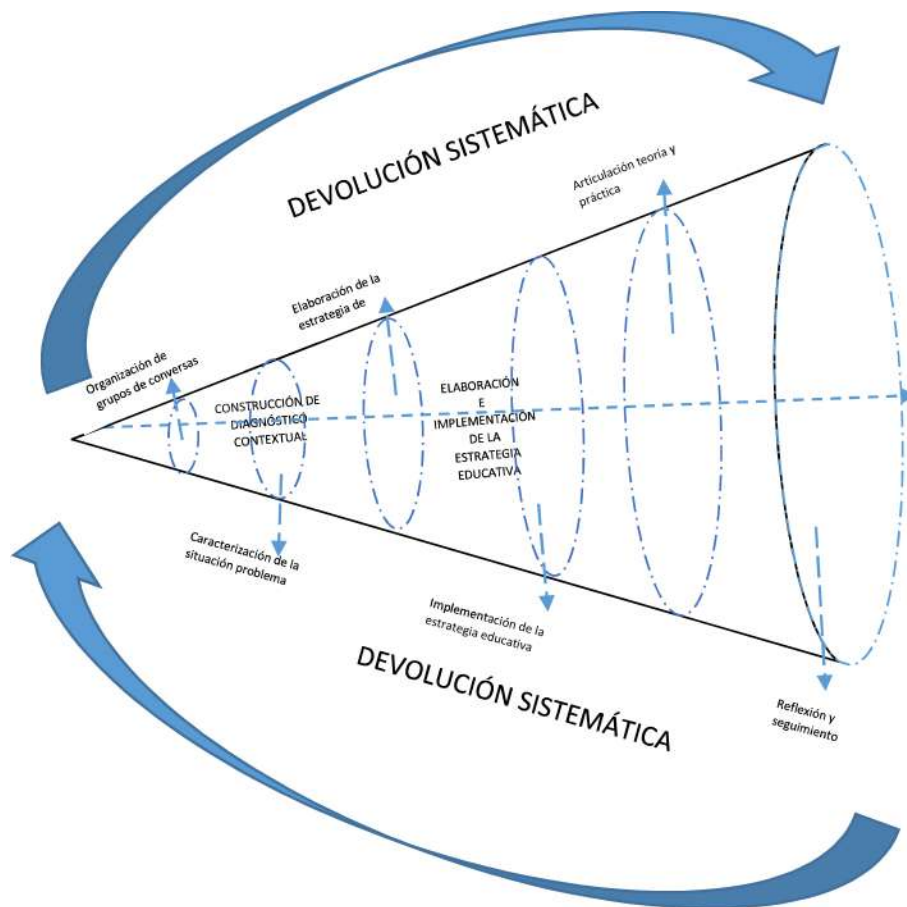 DEVOLUCIÓN SISTEMÁTICA
Articulación teoría y
práctica
Elaboración de la
estrategia de
Organización de
grupos de conversas
CONSTRUCCIÓN DE
DIAGNÓSTICO
CONTEXTUAL
ELABORACIÓN
E
IMPLEMENTACIÓN
DE LA
ESTRATEGIA
EDUCATIVA
Caracterización de la
situación problema
Implementación de la
estrategia educativa
DEVOLUCIÓN SISTEMÁTICA
Reflexión y
seguimiento